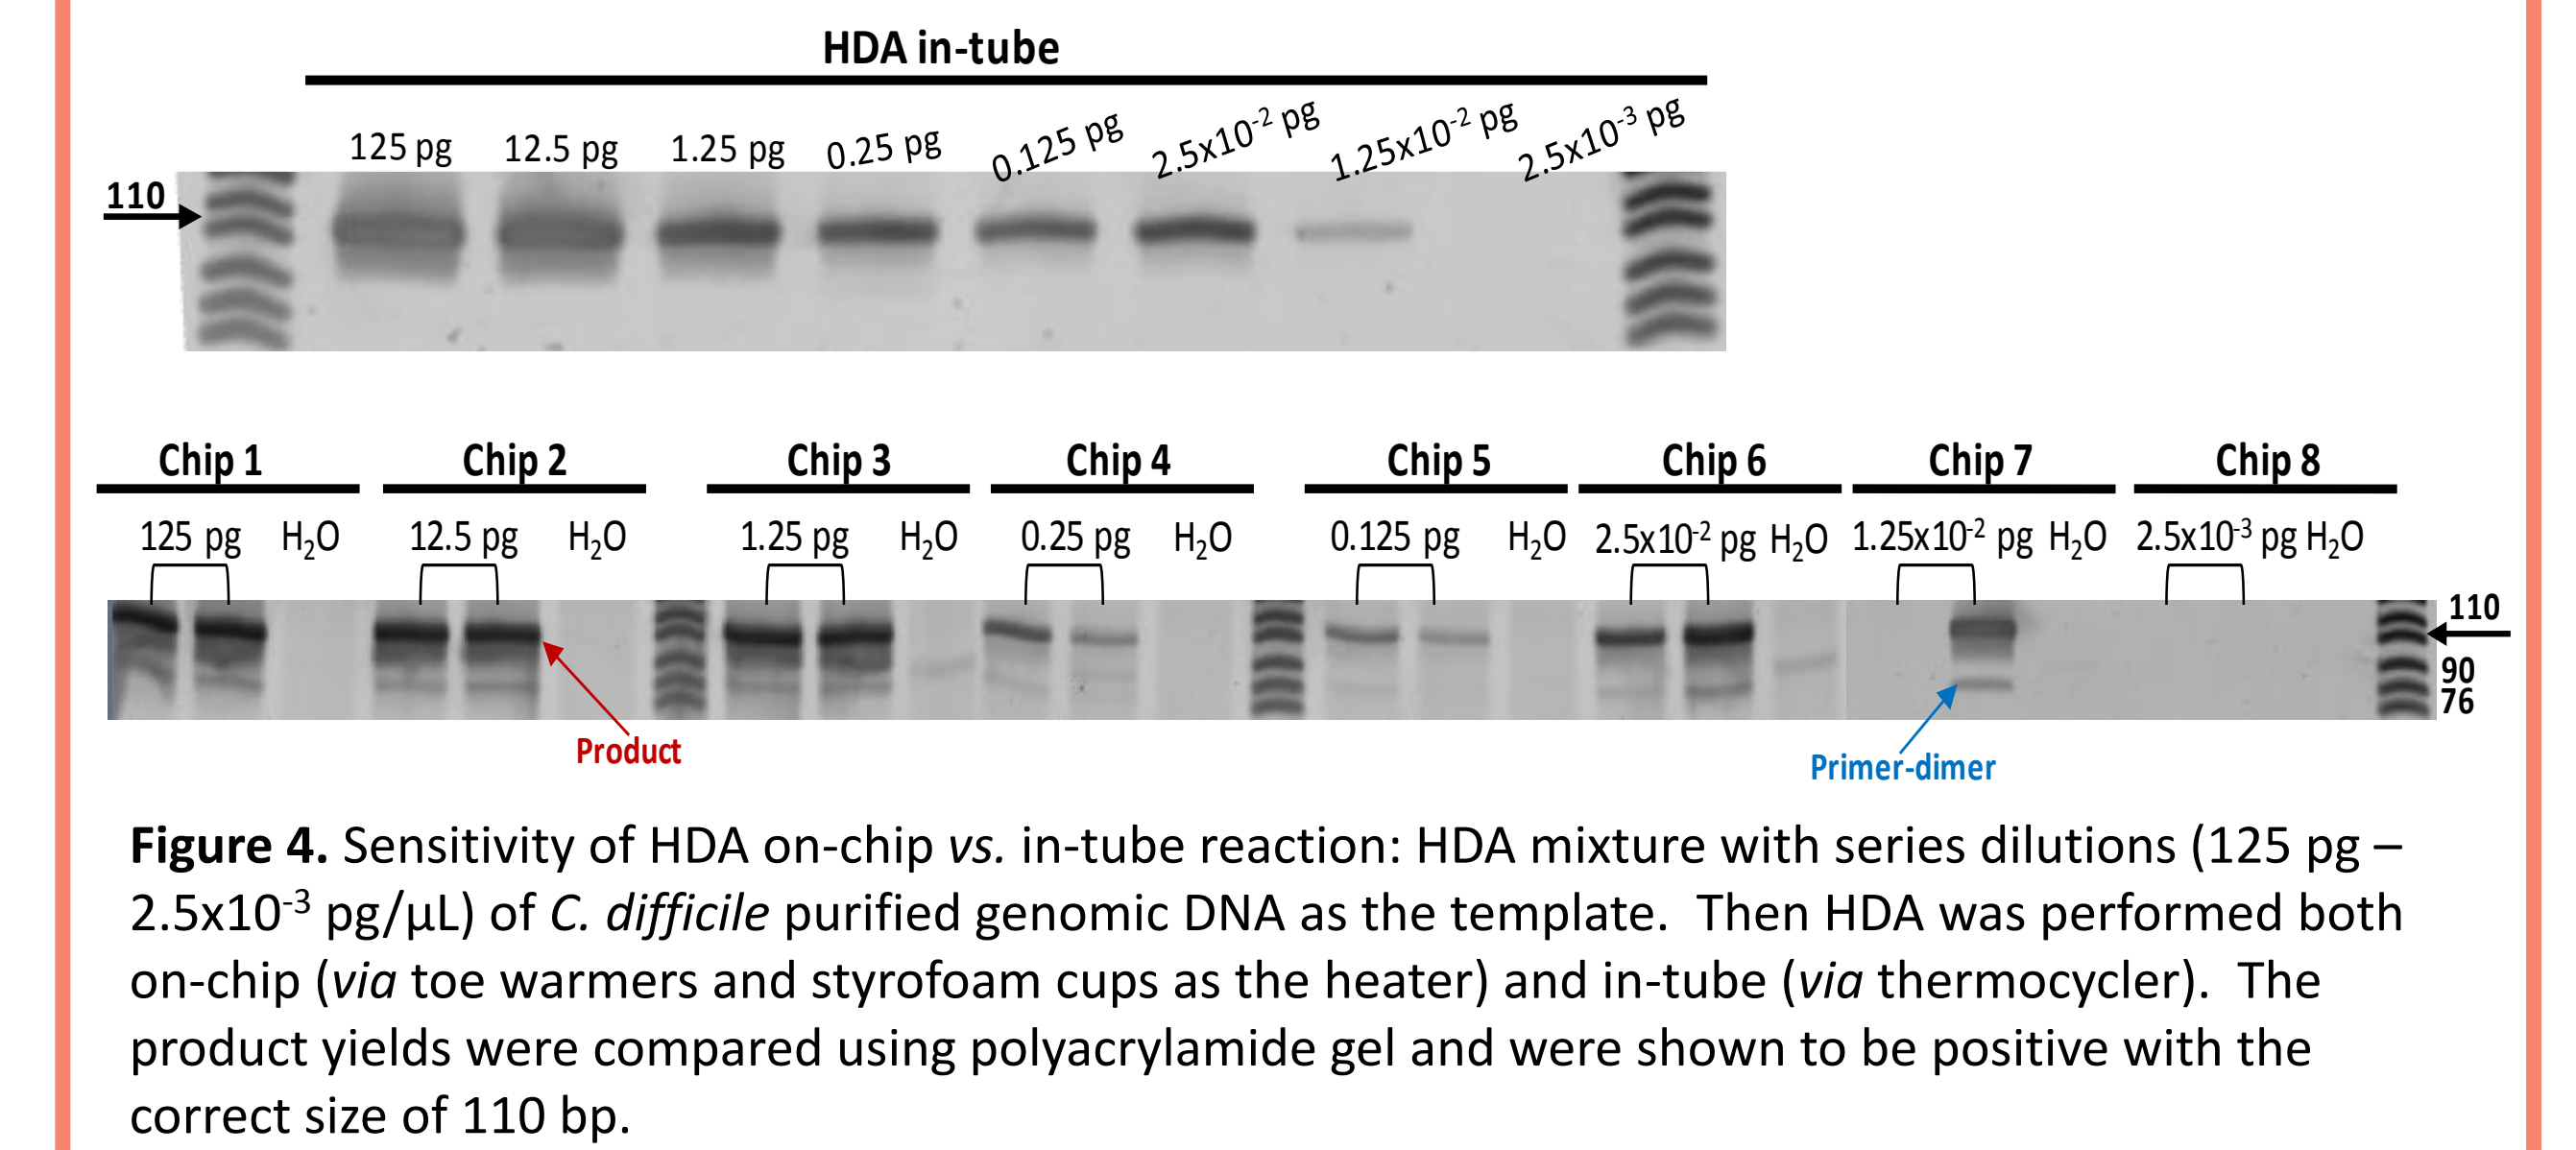 HDA in-tube
125 pg 12.5 pg 1.25 pg 0.25 pg 0.125 pg 2.5x10⁻² pg 1.25x10⁻² pg 2.5x10⁻³ pg
110
Chip 1 Chip 2 Chip 3 Chip 4 Chip 5 Chip 6 Chip 7 Chip 8
125 pg H₂O 12.5 pg H₂O 1.25 pg H₂O 0.25 pg H₂O 0.125 pg H₂O 2.5x10⁻² pg H₂O 1.25x10⁻² pg H₂O 2.5x10⁻³ pg H₂O
110
90
76
Product
Primer-dimer
Figure 4. Sensitivity of HDA on-chip vs. in-tube reaction: HDA mixture with series dilutions (125 pg –
2.5x10⁻³ pg/µL) of C. difficile purified genomic DNA as the template. Then HDA was performed both
on-chip (via toe warmers and styrofoam cups as the heater) and in-tube (via thermocycler). The
product yields were compared using polyacrylamide gel and were shown to be positive with the
correct size of 110 bp.